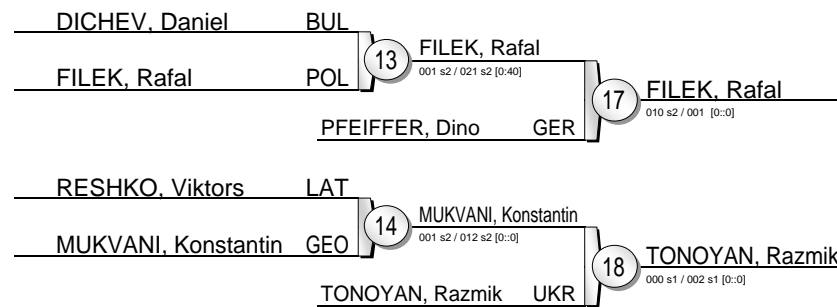 DICHEV, Daniel BUL
FILEK, Rafal POL
13
FILEK, Rafal
001 s2 / 021 s2 [0:40]
PFEIFFER, Dino GER
17
FILEK, Rafal
010 s2 / 001 [0::0]
RESHKO, Viktors LAT
MUKVANI, Konstantin GEO
14
MUKVANI, Konstantin
001 s2 / 012 s2 [0::0]
TONOYAN, Razmik UKR
18
TONOYAN, Razmik
000 s1 / 002 s1 [0::0]